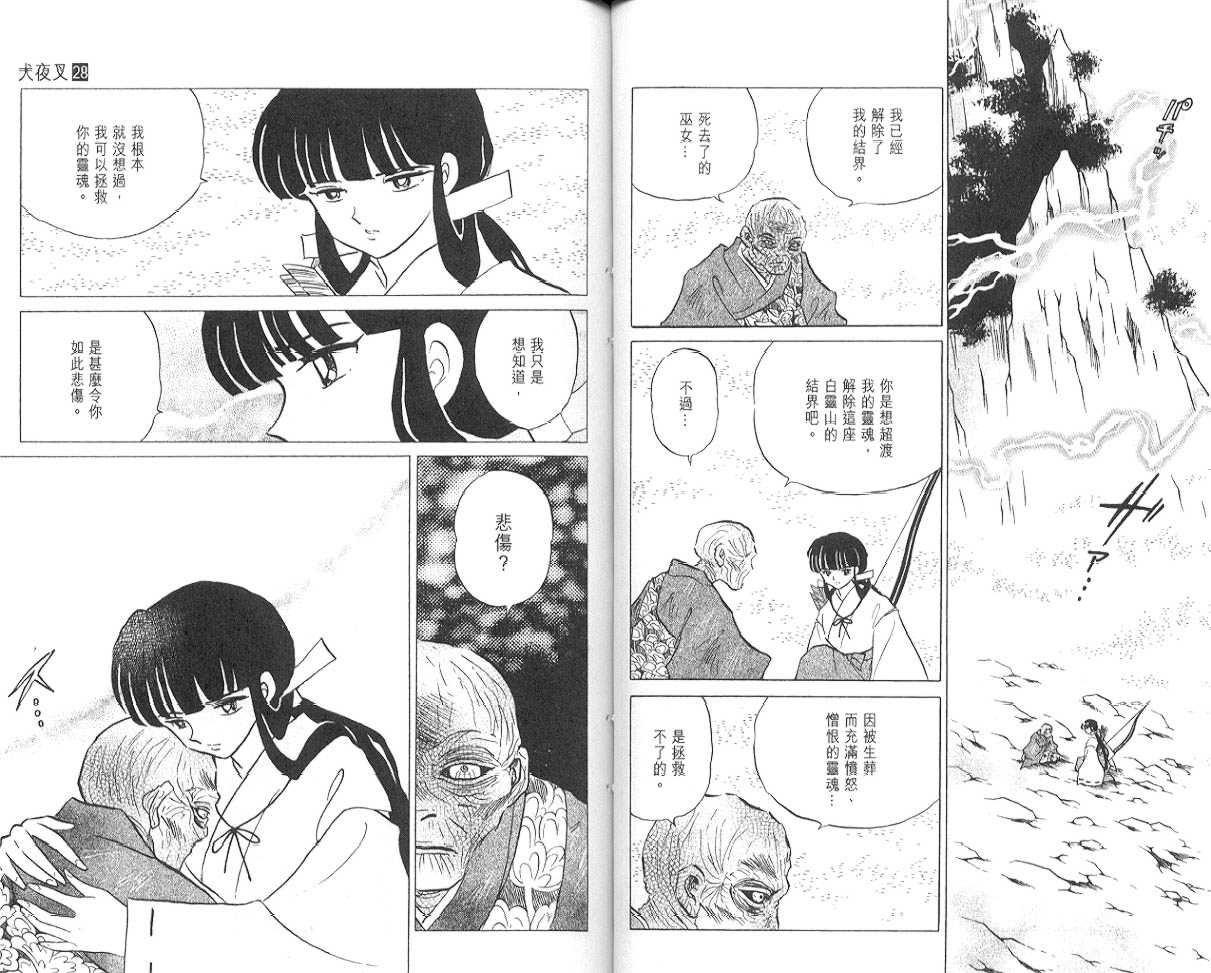 パチッ
ア…
我已經
解除了
我的結界。
死去了的
巫女…
你是想超渡
我的靈魂，
解除這座
白靈山的
結界吧。
不過…
因被生葬
而充滿憤怒、
憎恨的靈魂…
是拯救
不了的。
犬夜叉28
我根本
就沒想過，
我可以拯救
你的靈魂。
我只是
想知道，
是甚麼令你
如此悲傷。
悲傷？